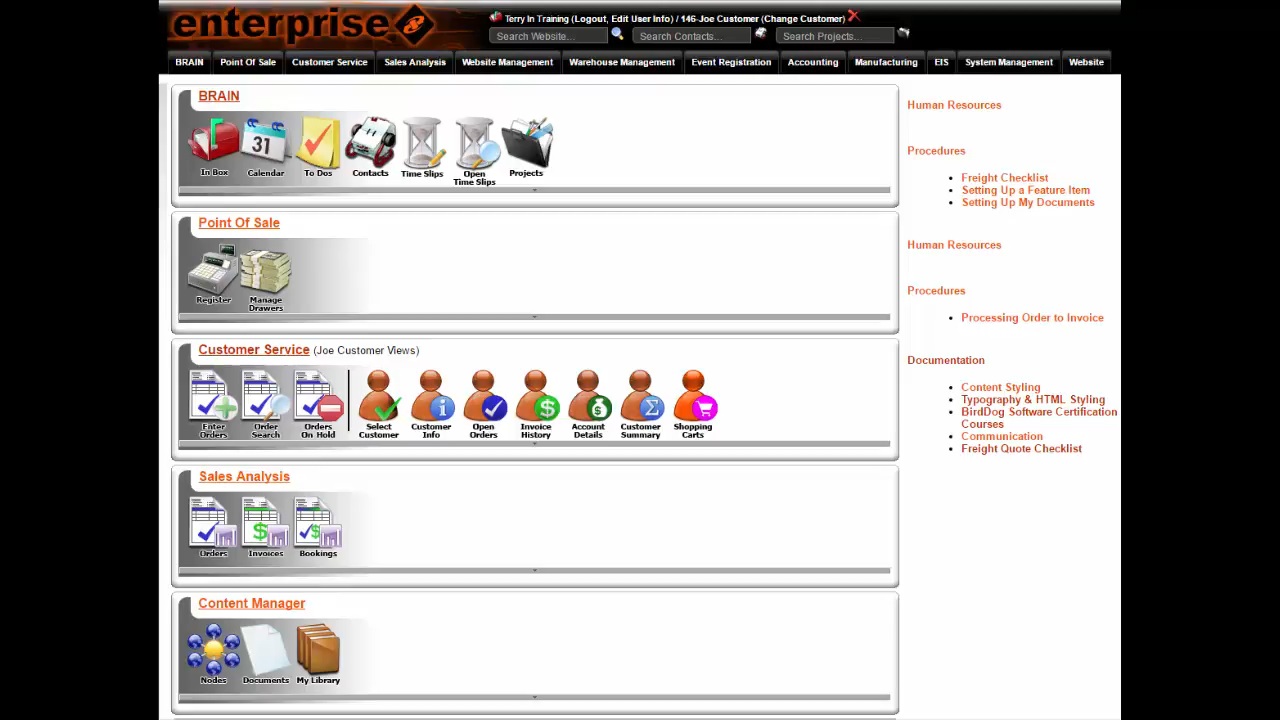 enterprise
Terry In Training (Logout, Edit User Info) / 146-Joe Customer (Change Customer)
Search Website... Search Contacts... Search Projects...
BRAIN Point Of Sale Customer Service Sales Analysis Website Management Warehouse Management Event Registration Accounting Manufacturing EIS System Management Website
BRAIN
31
In Box Calendar To Dos Contacts Time Slips Open Time Slips Projects
Point Of Sale
Register Manage Drawers
Customer Service (Joe Customer Views)
Enter Orders Order Search Orders On Hold Select Customer Customer Info Open Orders Invoice History Account Details Customer Summary Shopping Carts
Sales Analysis
Orders Invoices Bookings
Content Manager
Nodes Documents My Library
Human Resources
Procedures
Freight Checklist
Setting Up a Feature Item
Setting Up My Documents
Human Resources
Procedures
Processing Order to Invoice
Documentation
Content Styling
Typography & HTML Styling
BirdDog Software Certification
Courses
Communication
Freight Quote Checklist